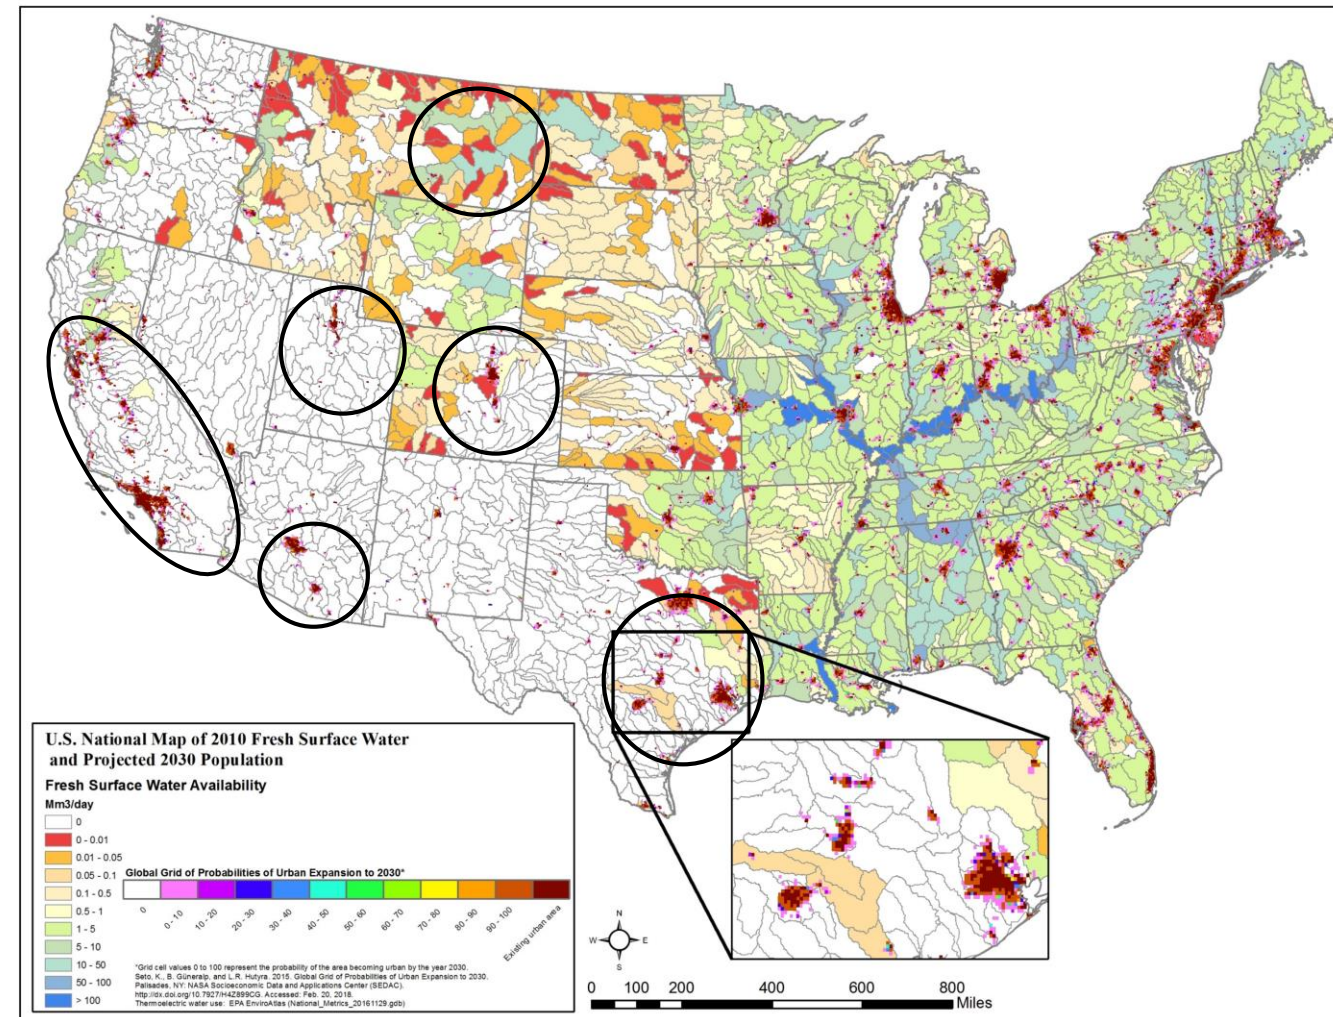 U.S. National Map of 2010 Fresh Surface Water
and Projected 2030 Population
Fresh Surface Water Availability
Mm3/day
0
0 - 0.01
0.01 - 0.05
0.05 - 0.1
0.1 - 0.5
0.5 - 1
1 - 5
5 - 10
10 - 50
50 - 100
> 100
Global Grid of Probabilities of Urban Expansion to 2030*
0
0 - 10
10 - 20
20 - 30
30 - 40
40 - 50
50 - 60
60 - 70
70 - 80
80 - 90
90 - 100
Existing urban area
*Grid cell values 0 to 100 represent the probability of the area becoming urban by the year 2030.
Seto, K., B. Güneralp, and L.R. Hutyra. 2015. Global Grid of Probabilities of Urban Expansion to 2030.
Palisades, NY: NASA Socioeconomic Data and Applications Center (SEDAC).
http://dx.doi.org/10.7927/H4Z899CG. Accessed: Feb. 20, 2018.
Thermoelectric water use: EPA EnviroAtlas (National_Metrics_20161129.gdb)
N
W E
S
0 100 200 400 600 800
Miles